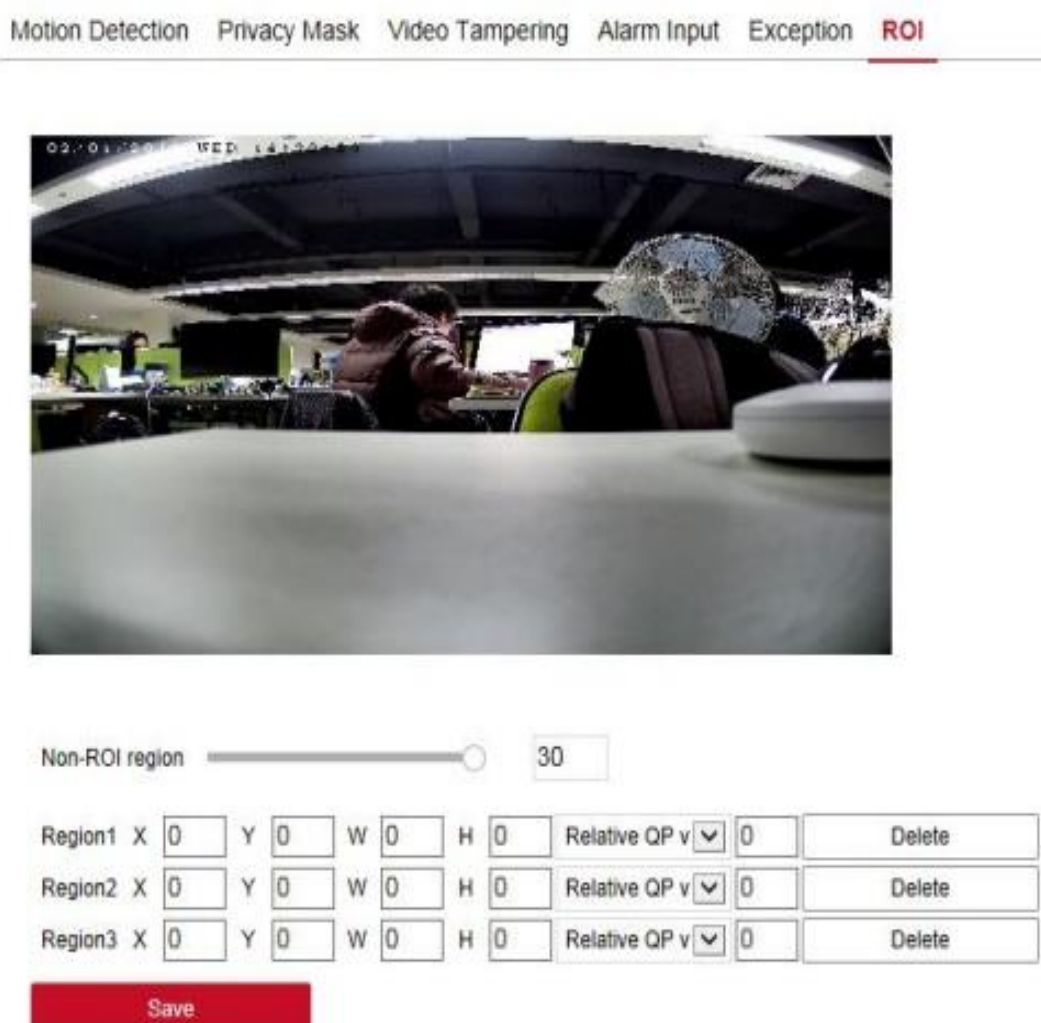 Motion Detection Privacy Mask Video Tampering Alarm Input Exception ROI
WED
Non-ROI region 30
Region1 X 0 Y 0 W 0 H 0 Relative QP v 0 Delete
Region2 X 0 Y 0 W 0 H 0 Relative QP v 0 Delete
Region3 X 0 Y 0 W 0 H 0 Relative QP v 0 Delete
Save